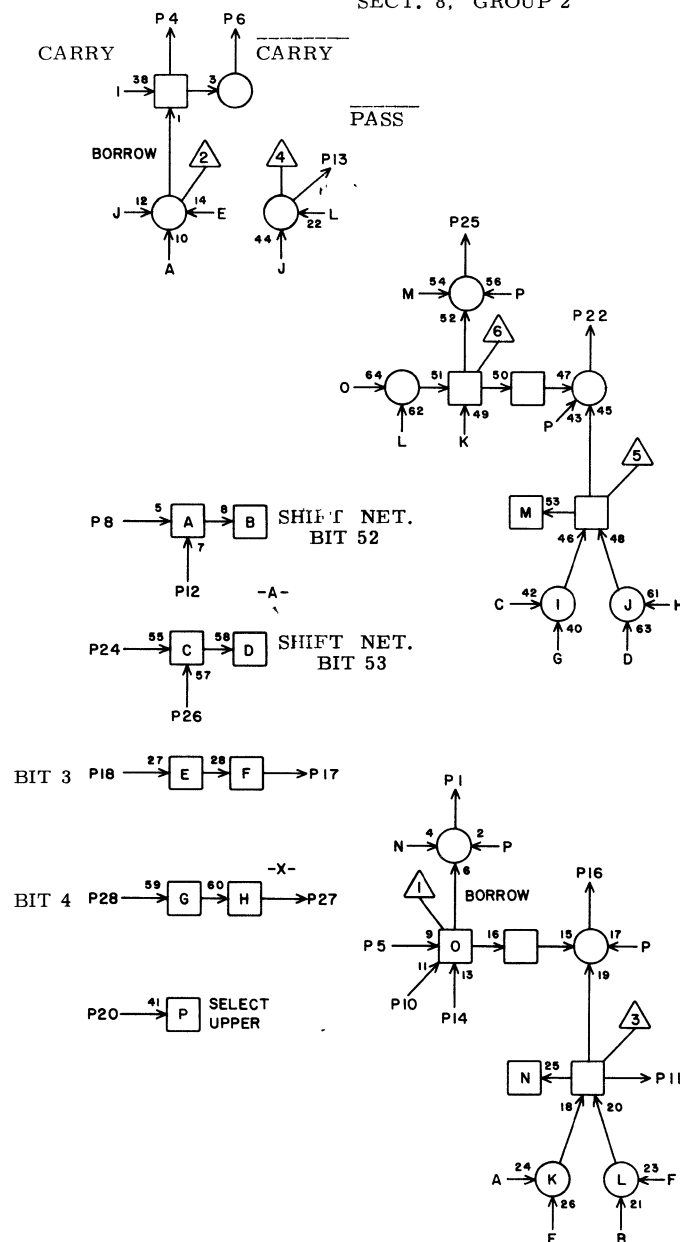 SECT. 8, GROUP 2
P4 P6
CARRY CARRY
I 38 3
1
PASS
BORROW 2 4 P13
J 12 14 E 22 L
10 44
A J
P25
M 54 56 P
52 6 P22
O 64 51 50 47
62 49 P 43 45
L K
5
P8 5 A 8 B SHIFT NET.
7 BIT 52
M 53
46 48
P12 -A-
C 42 I J 61 H
40 63
G D
P24 55 C 58 D SHIFT NET.
57 BIT 53
P26
BIT 3 P18 27 E 28 F P17
P1
N 4 2 P
6
BIT 4 P28 59 G 60 H -X- P27
1 BORROW P16
P5 9 O 16 15 17 P
11 13 19
P10 P14
P20 41 P SELECT
UPPER
3
N 25 P11
18 20
A 24 K L 23 F
26 21
E B